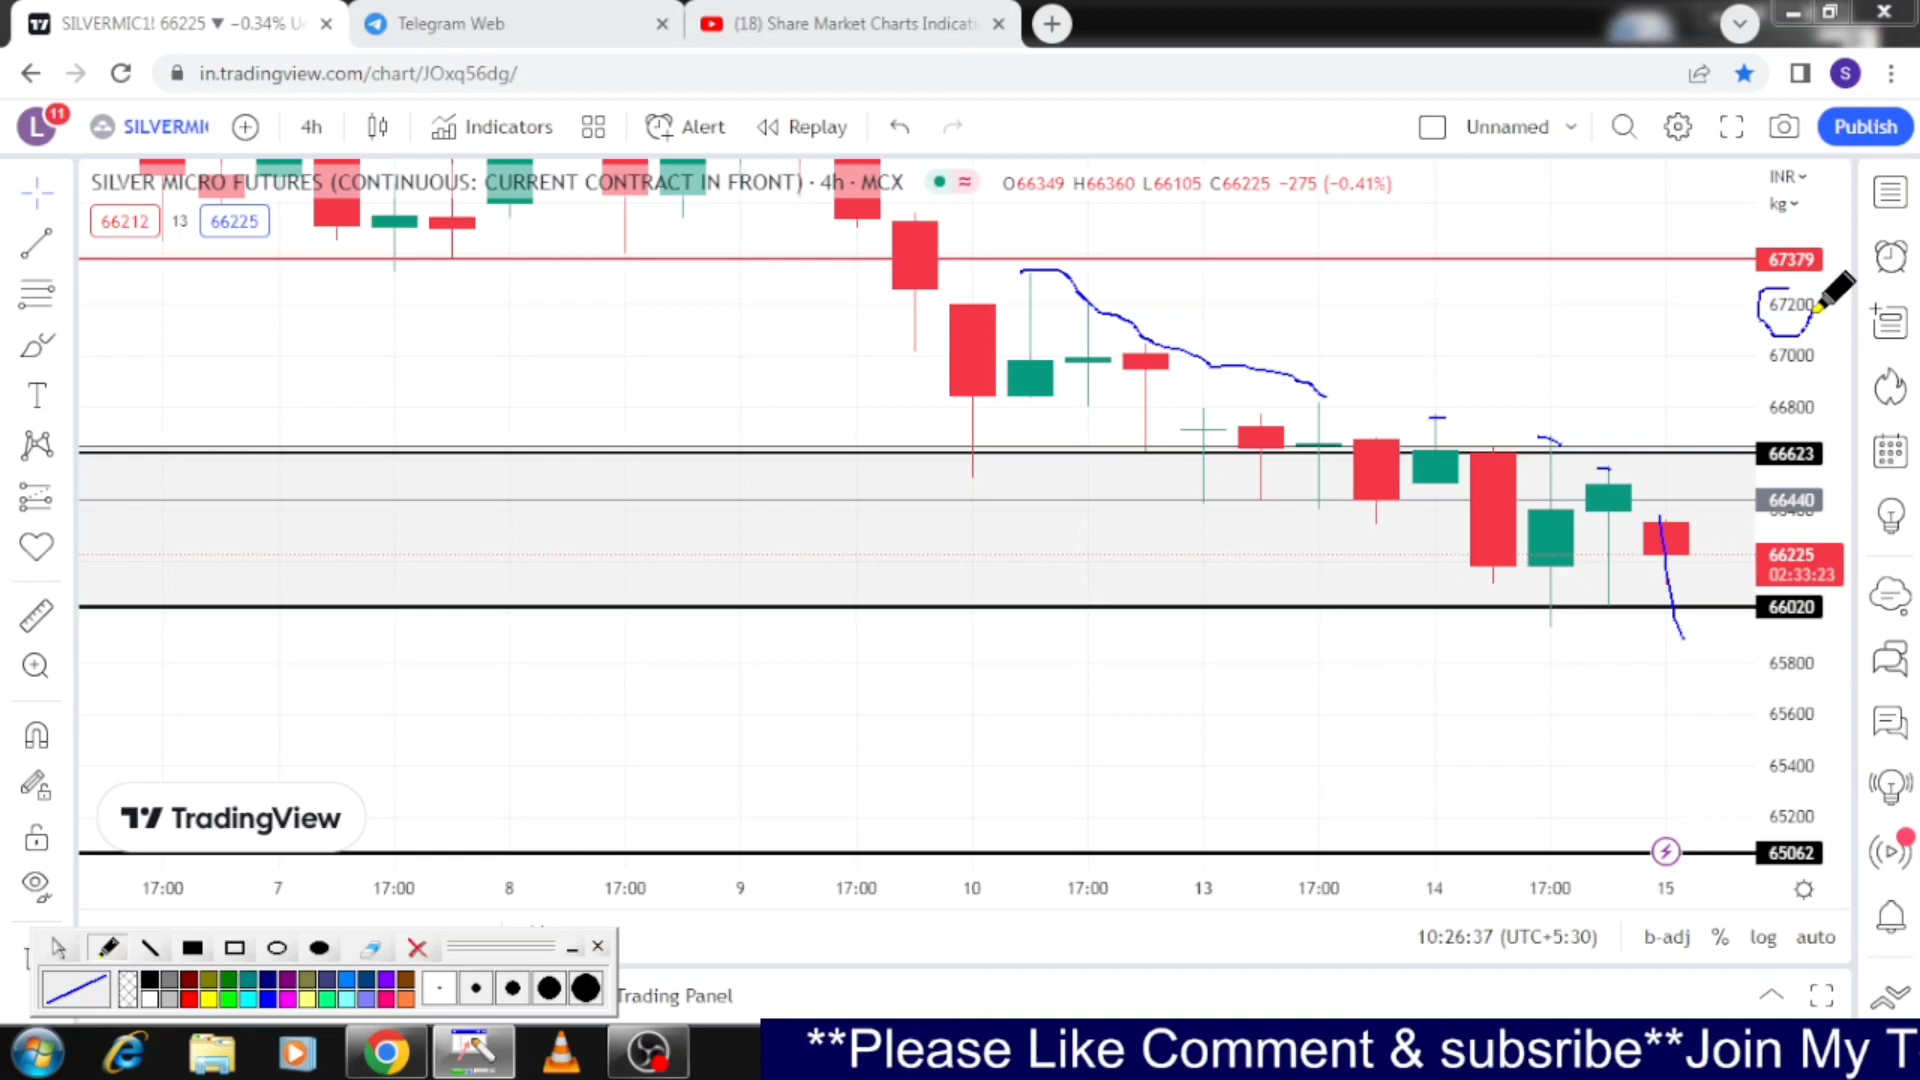 SILVERMIC1! 66225 ▼ −0.34% U
Telegram Web
(18) Share Market Charts Indicati
in.tradingview.com/chart/JOxq56dg/
S
L
11
SILVERMI
4h
Indicators
Alert
Replay
Unnamed
Publish
SILVER MICRO FUTURES (CONTINUOUS: CURRENT CONTRACT IN FRONT) · 4h · MCX
O66349 H66360 L66105 C66225 −275 (−0.41%)
66212
13
66225
INR
kg
67379
67200
67000
66800
66623
66440
66225
02:33:23
66020
65800
65600
65400
65200
65062
TradingView
17:00 7 17:00 8 17:00 9 17:00 10 17:00 13 17:00 14 17:00 15
10:26:37 (UTC+5:30)
b-adj % log auto
Trading Panel
**Please Like Comment & subsribe**Join My T